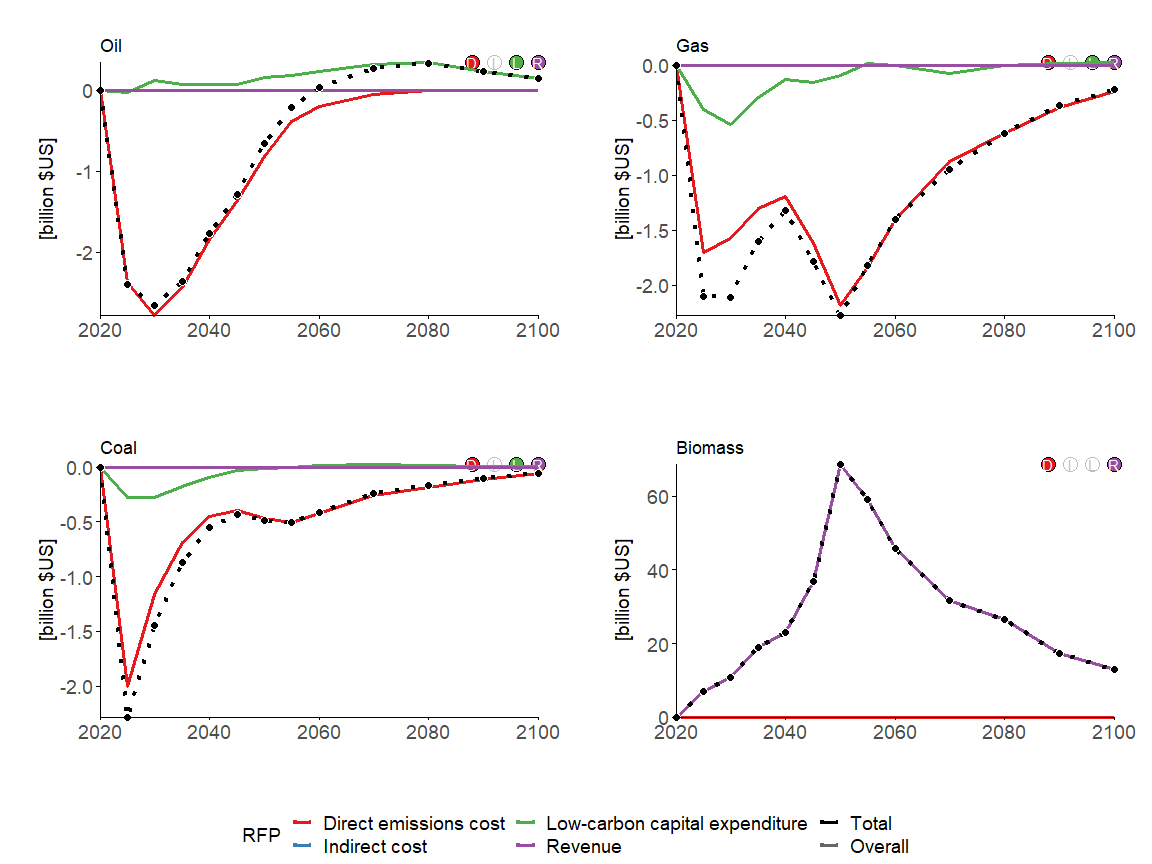 Oil
D I L R
[billion $US]
0
-1
-2
2020 2040 2060 2080 2100
Gas
D I L R
[billion $US]
0.0
-0.5
-1.0
-1.5
-2.0
2020 2040 2060 2080 2100
Coal
D I L R
[billion $US]
0.0
-0.5
-1.0
-1.5
-2.0
2020 2040 2060 2080 2100
Biomass
D I L R
[billion $US]
60
40
20
0
2020 2040 2060 2080 2100
RFP
Direct emissions cost Low-carbon capital expenditure Total
Indirect cost Revenue Overall